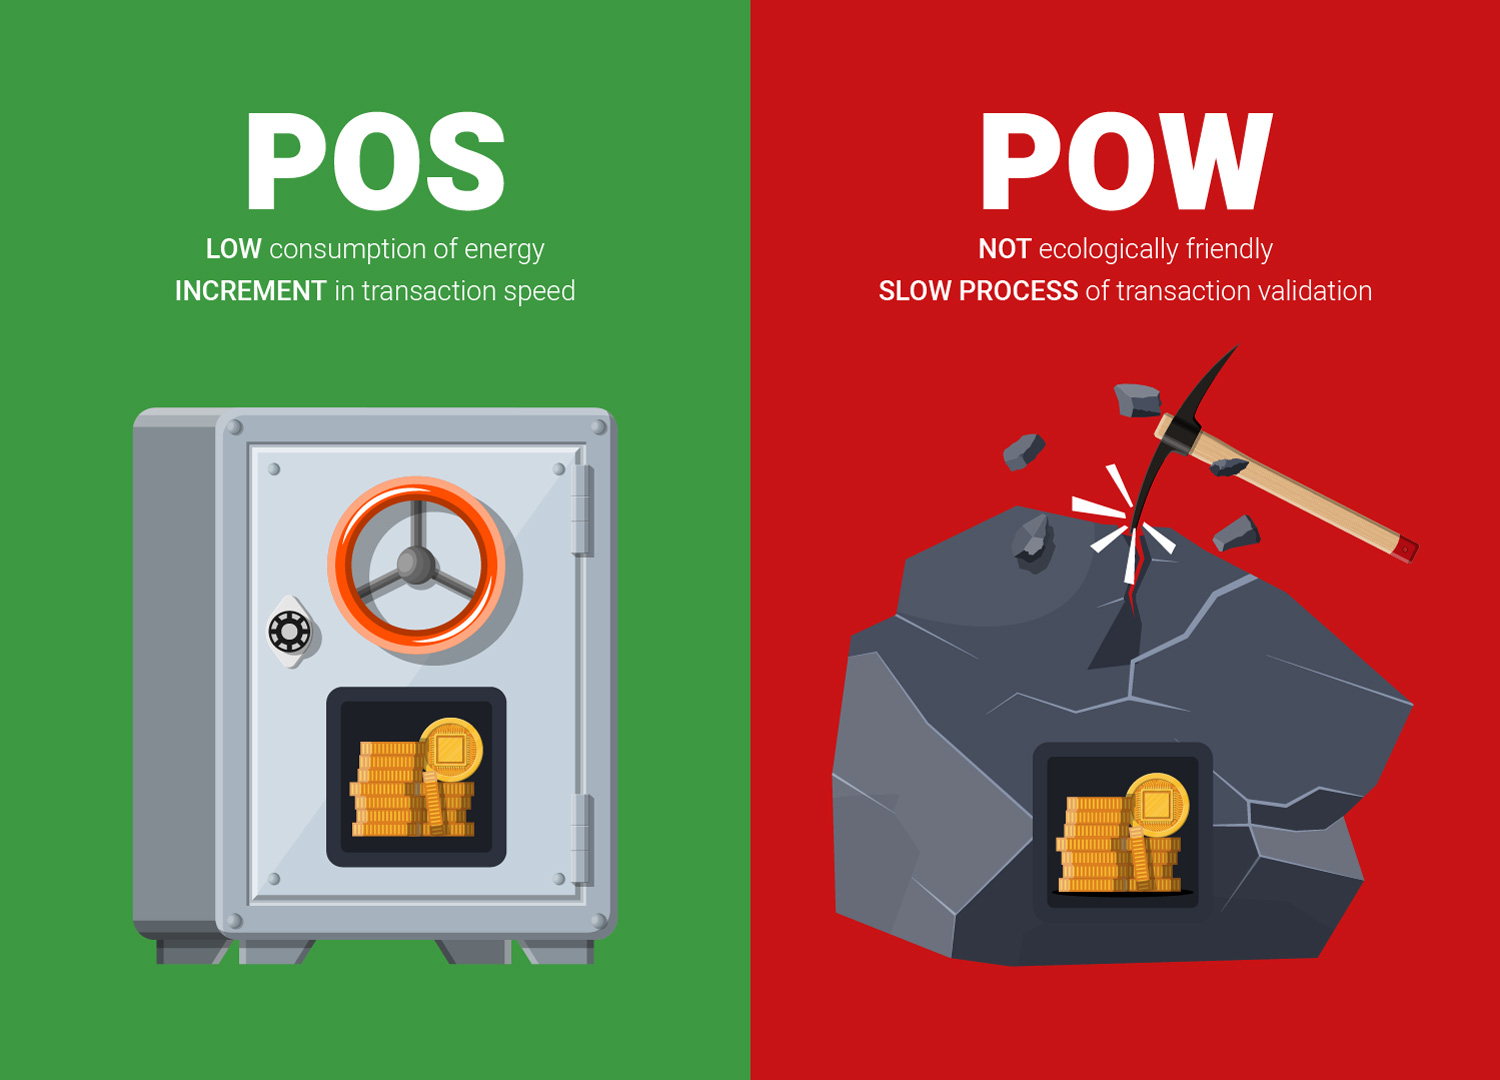 POS
LOW consumption of energy
INCREMENT in transaction speed
POW
NOT ecologically friendly
SLOW PROCESS of transaction validation